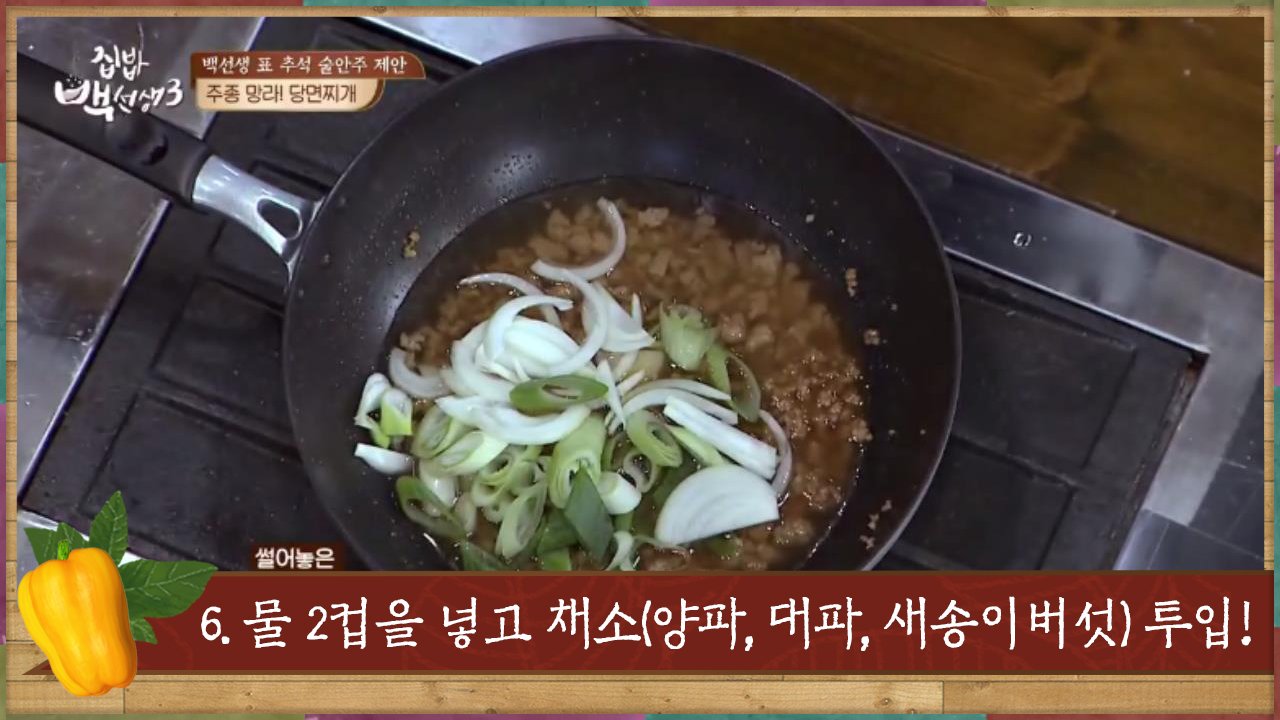 집밥
백선생3
백선생 표 추석 술안주 제안
주종 망라! 당면찌개
썰어놓은
6. 물 2컵을 넣고 채소(양파, 대파, 새송이버섯) 투입!